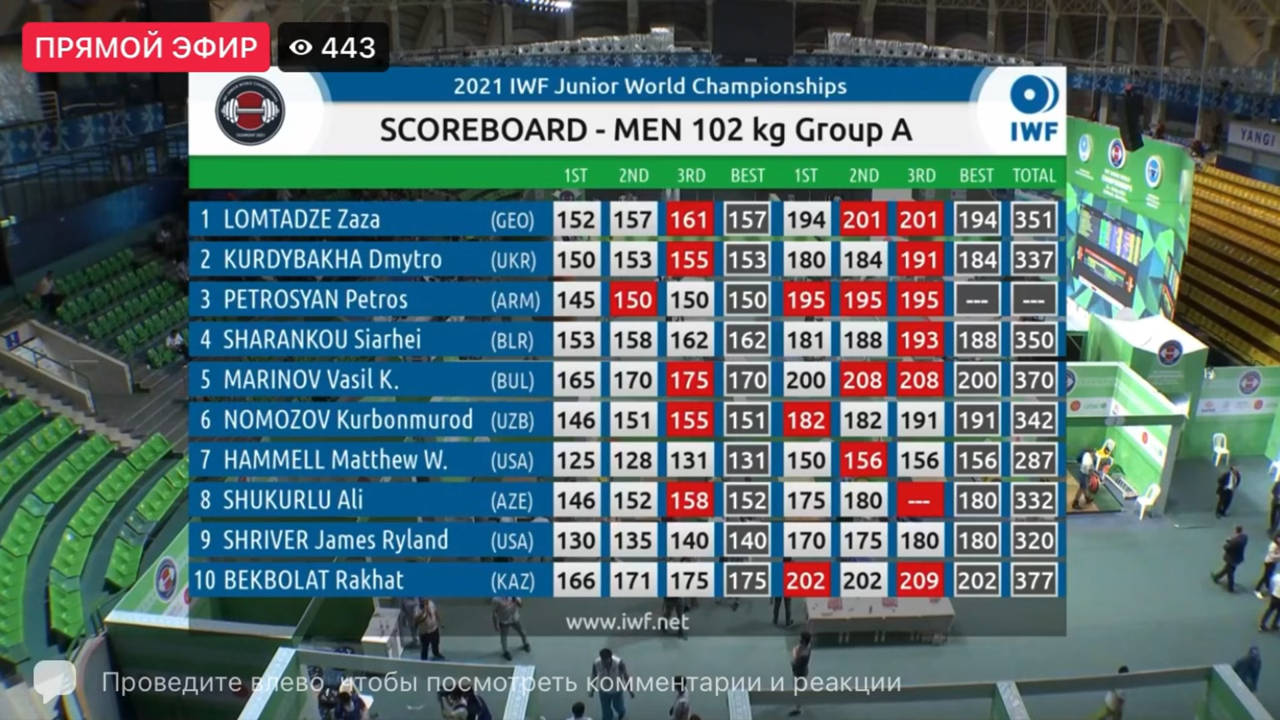 ПРЯМОЙ ЭФИР 443
2021 IWF Junior World Championships
SCOREBOARD - MEN 102 kg Group A
IWF
YANGI
1ST 2ND 3RD BEST 1ST 2ND 3RD BEST TOTAL
1 LOMTADZE Zaza (GEO) 152 157 161 157 194 201 201 194 351
2 KURDYBAKHA Dmytro (UKR) 150 153 155 153 180 184 191 184 337
3 PETROSYAN Petros (ARM) 145 150 150 150 195 195 195 --- ---
4 SHARANKOU Siarhei (BLR) 153 158 162 162 181 188 193 188 350
5 MARINOV Vasil K. (BUL) 165 170 175 170 200 208 208 200 370
6 NOMOZOV Kurbonmurod (UZB) 146 151 155 151 182 182 191 191 342
7 HAMMELL Matthew W. (USA) 125 128 131 131 150 156 156 156 287
8 SHUKURLU Ali (AZE) 146 152 158 152 175 180 --- 180 332
9 SHRIVER James Ryland (USA) 130 135 140 140 170 175 180 180 320
10 BEKBOLAT Rakhat (KAZ) 166 171 175 175 202 202 209 202 377
www.iwf.net
Проведите влево, чтобы посмотреть комментарии и реакции